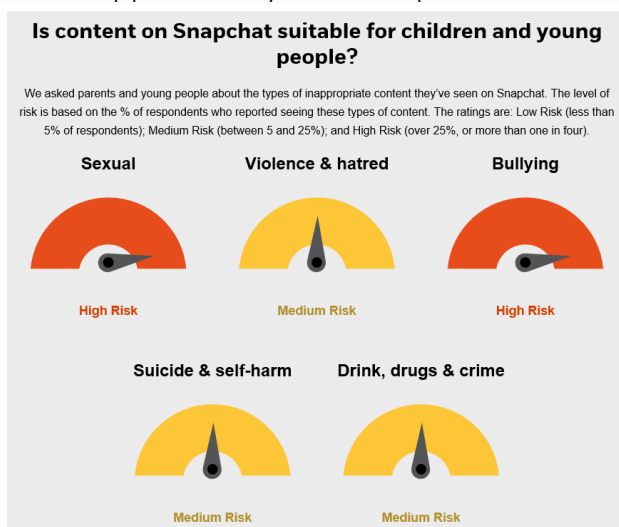 Is content on Snapchat suitable for children and young
people?
We asked parents and young people about the types of inappropriate content they've seen on Snapchat. The level of
risk is based on the % of respondents who reported seeing these types of content. The ratings are: Low Risk (less than
5% of respondents); Medium Risk (between 5 and 25%); and High Risk (over 25%, or more than one in four).
Sexual
Violence & hatred
Bullying
High Risk
Medium Risk
High Risk
Suicide & self-harm
Drink, drugs & crime
Medium Risk
Medium Risk